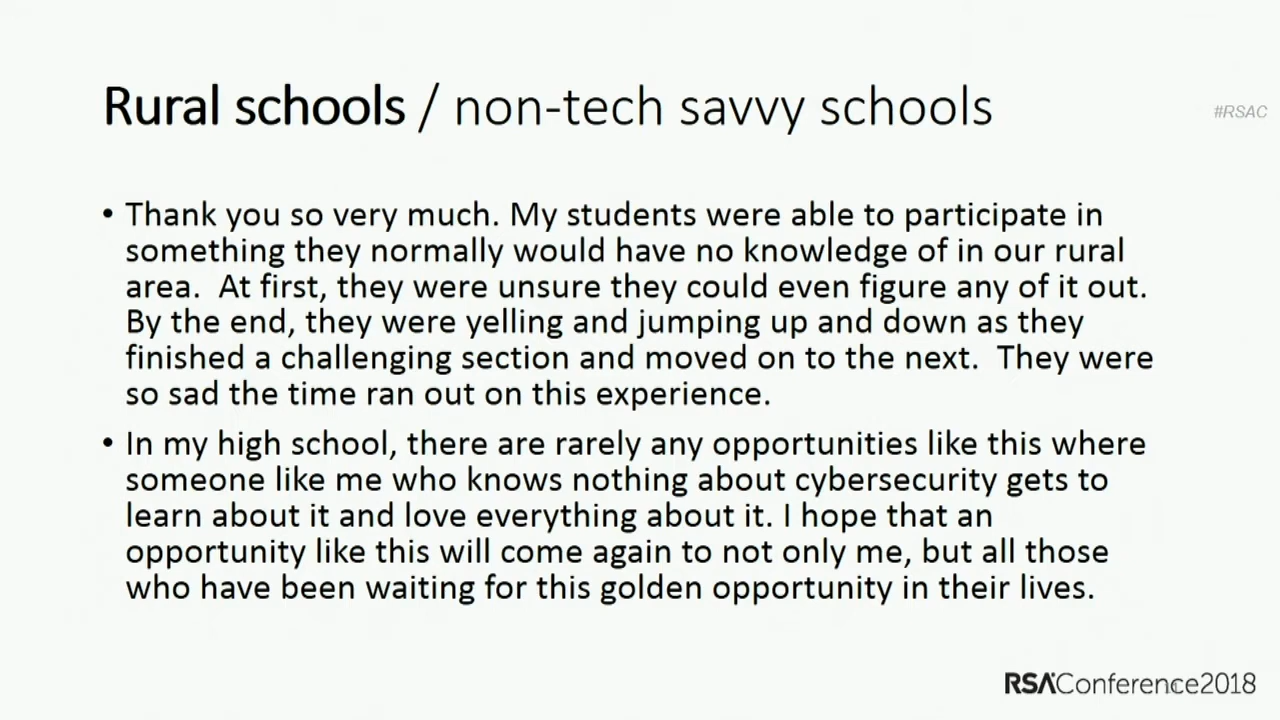 Rural schools / non-tech savvy schools
#RSAC
• Thank you so very much. My students were able to participate in
something they normally would have no knowledge of in our rural
area.  At first, they were unsure they could even figure any of it out.
By the end, they were yelling and jumping up and down as they
finished a challenging section and moved on to the next.  They were
so sad the time ran out on this experience.
• In my high school, there are rarely any opportunities like this where
someone like me who knows nothing about cybersecurity gets to
learn about it and love everything about it. I hope that an
opportunity like this will come again to not only me, but all those
who have been waiting for this golden opportunity in their lives.
RSAConference2018